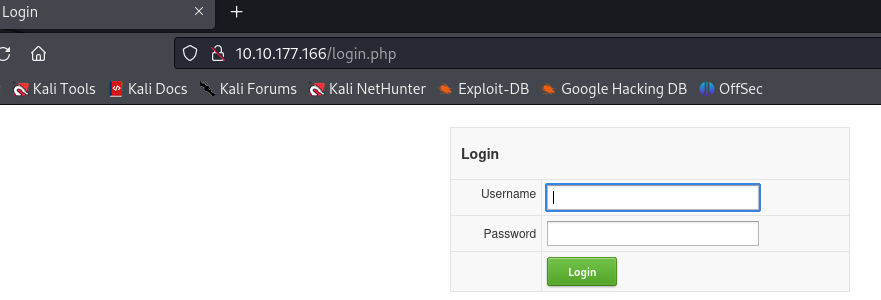 Login
10.10.177.166/login.php
Kali Tools Kali Docs Kali Forums Kali NetHunter Exploit-DB Google Hacking DB OffSec
Login
Username
Password
Login